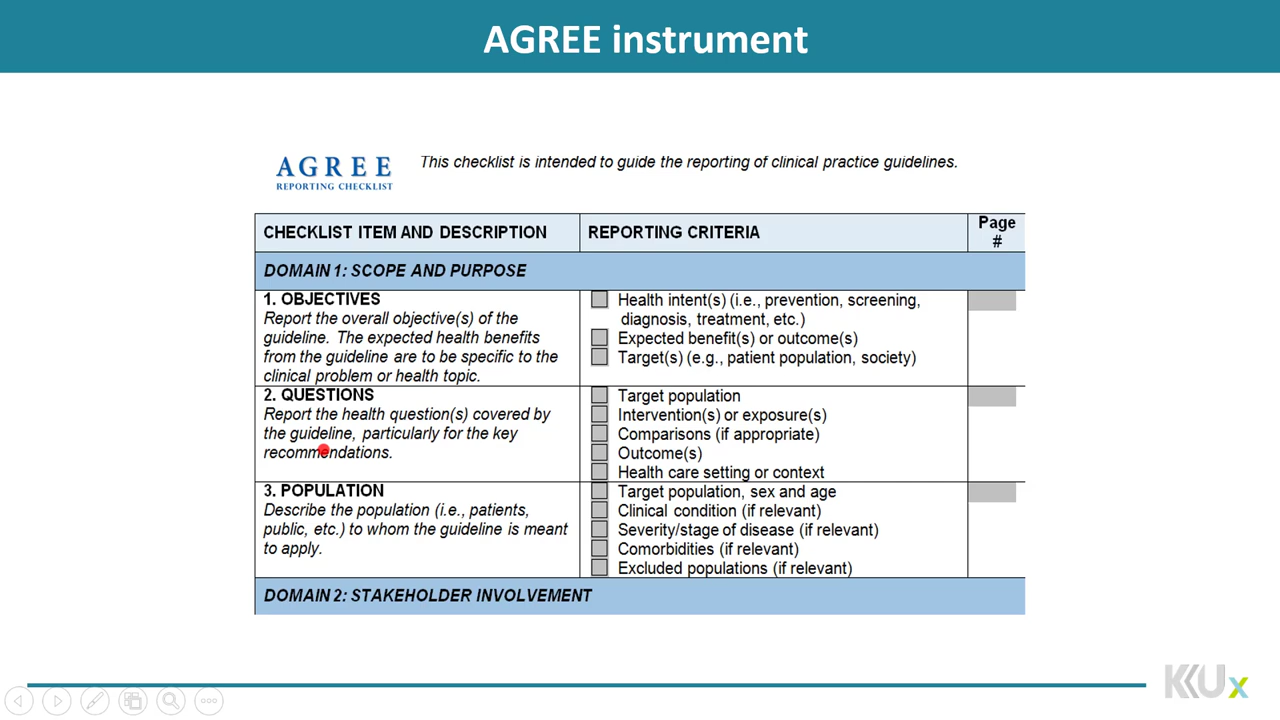 AGREE instrument
AGREE
REPORTING CHECKLIST
This checklist is intended to guide the reporting of clinical practice guidelines.
CHECKLIST ITEM AND DESCRIPTION
REPORTING CRITERIA
Page
#
DOMAIN 1: SCOPE AND PURPOSE
1. OBJECTIVES
Report the overall objective(s) of the
guideline. The expected health benefits
from the guideline are to be specific to the
clinical problem or health topic.
Health intent(s) (i.e., prevention, screening,
diagnosis, treatment, etc.)
Expected benefit(s) or outcome(s)
Target(s) (e.g., patient population, society)
2. QUESTIONS
Report the health question(s) covered by
the guideline, particularly for the key
recommendations.
Target population
Intervention(s) or exposure(s)
Comparisons (if appropriate)
Outcome(s)
Health care setting or context
3. POPULATION
Describe the population (i.e., patients,
public, etc.) to whom the guideline is meant
to apply.
Target population, sex and age
Clinical condition (if relevant)
Severity/stage of disease (if relevant)
Comorbidities (if relevant)
Excluded populations (if relevant)
DOMAIN 2: STAKEHOLDER INVOLVEMENT
KKUx